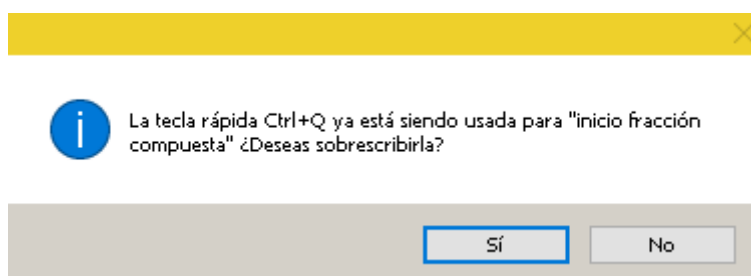 La tecla rápida Ctrl+Q ya está siendo usada para "inicio fracción
compuesta" ¿Deseas sobrescribirla?
Sí
No